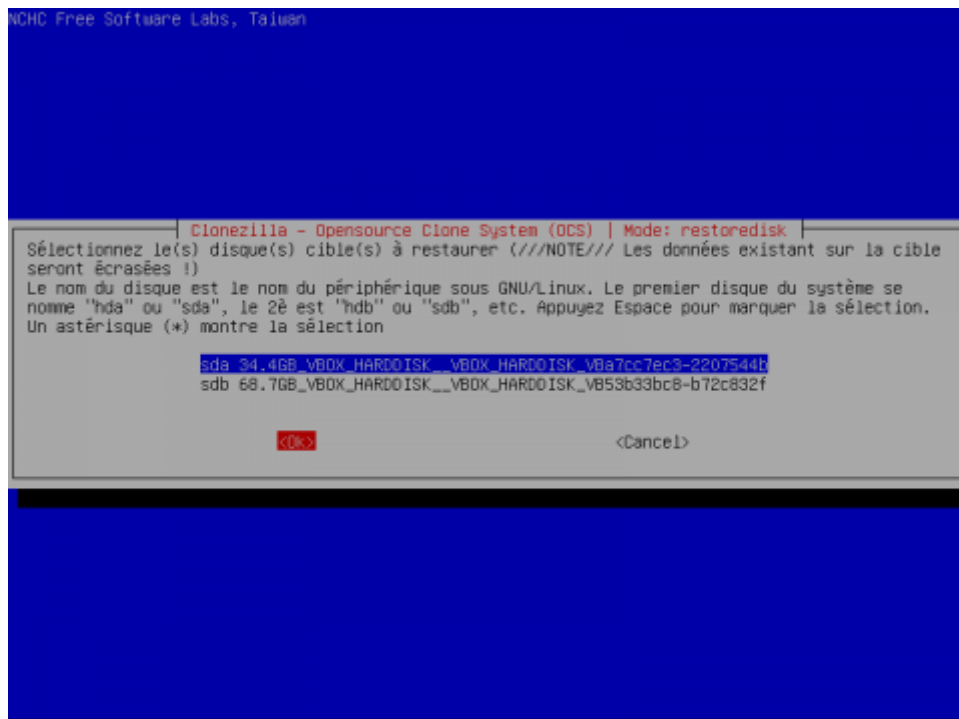 NCHC Free Software Labs, Taiwan
Clonezilla - Opensource Clone System (OCS) | Mode: restoredisk
Sélectionnez le(s) disque(s) cible(s) à restaurer (///NOTE/// Les données existant sur la cible
seront écrasées !)
Le nom du disque est le nom du périphérique sous GNU/Linux. Le premier disque du système se
nomme "hda" ou "sda", le 2è est "hdb" ou "sdb", etc. Appuyez Espace pour marquer la sélection.
Un astérisque (*) montre la sélection
sda 34.4GB_VBOX_HARDDISK__VBOX_HARDDISK_VBa7cc7ec3-2207544b
sdb 68.7GB_VBOX_HARDDISK__VBOX_HARDDISK_VB53b33bc8-b72c832f
<Ok> <Cancel>